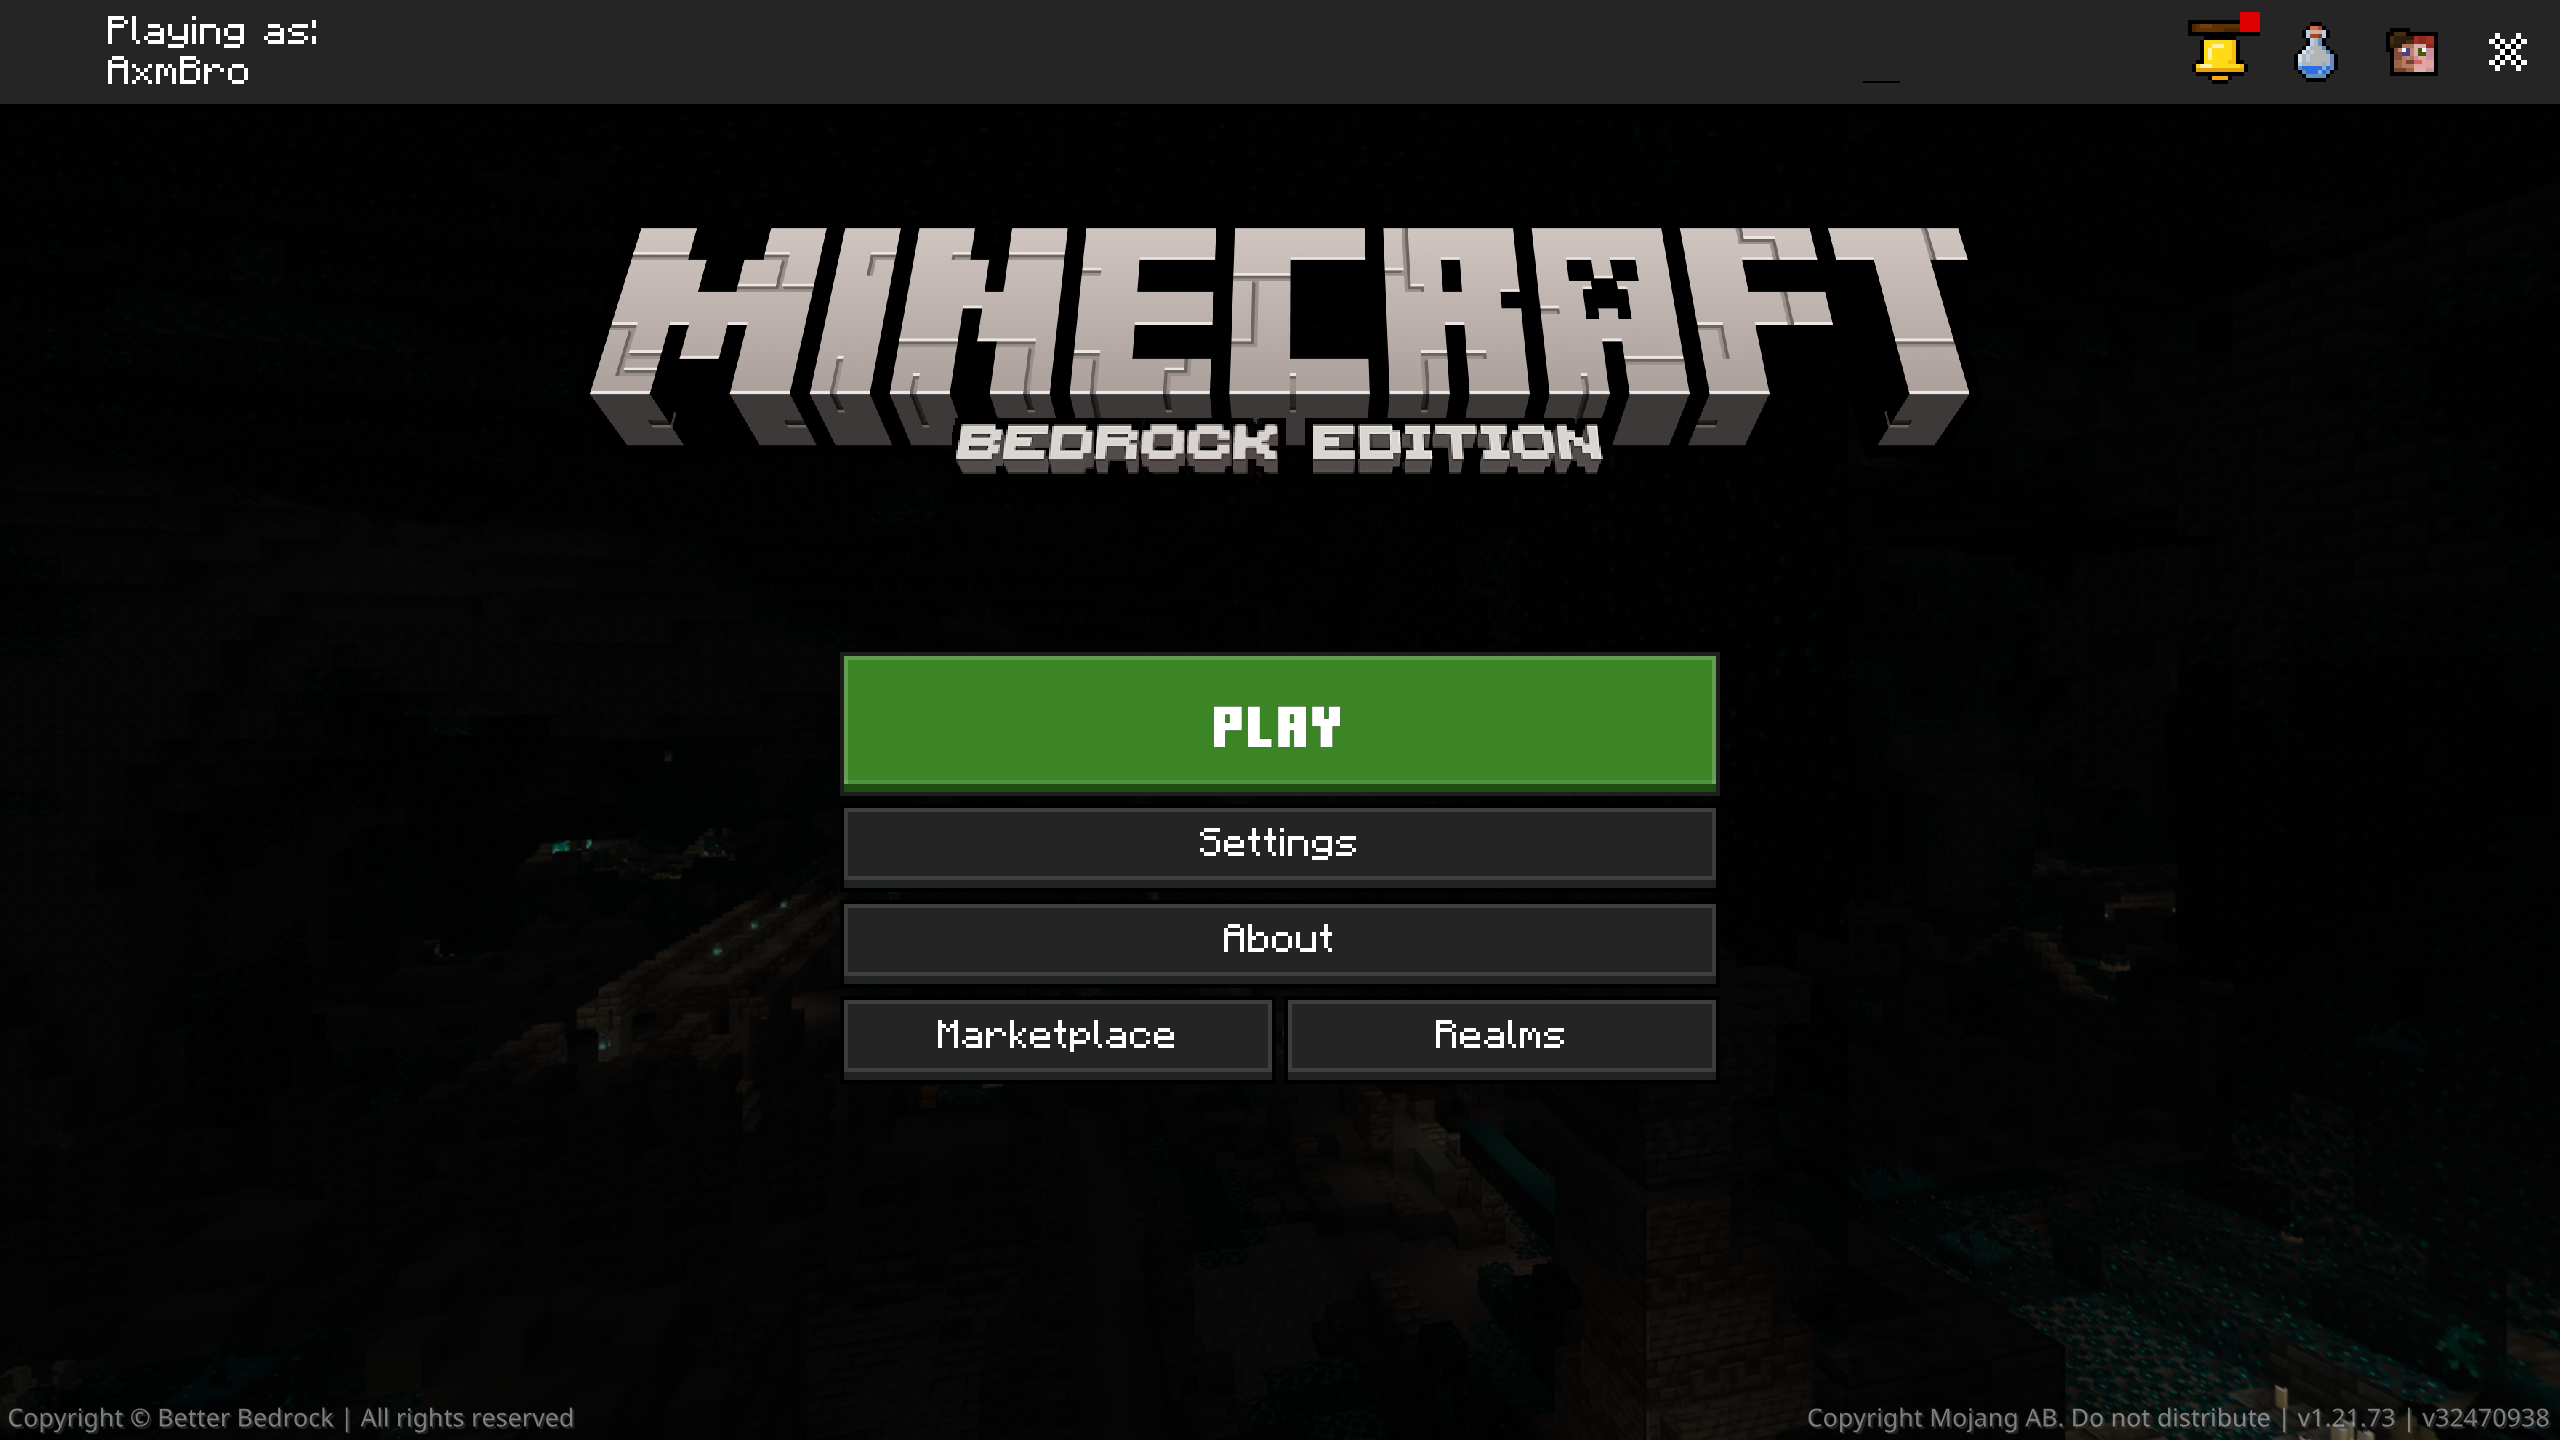 Playing as:
AxmBro
MINECRAFT
BEDROCK EDITION
PLAY
Settings
About
Marketplace
Realms
Copyright © Better Bedrock | All rights reserved
Copyright Mojang AB. Do not distribute | v1.21.73 | v32470938